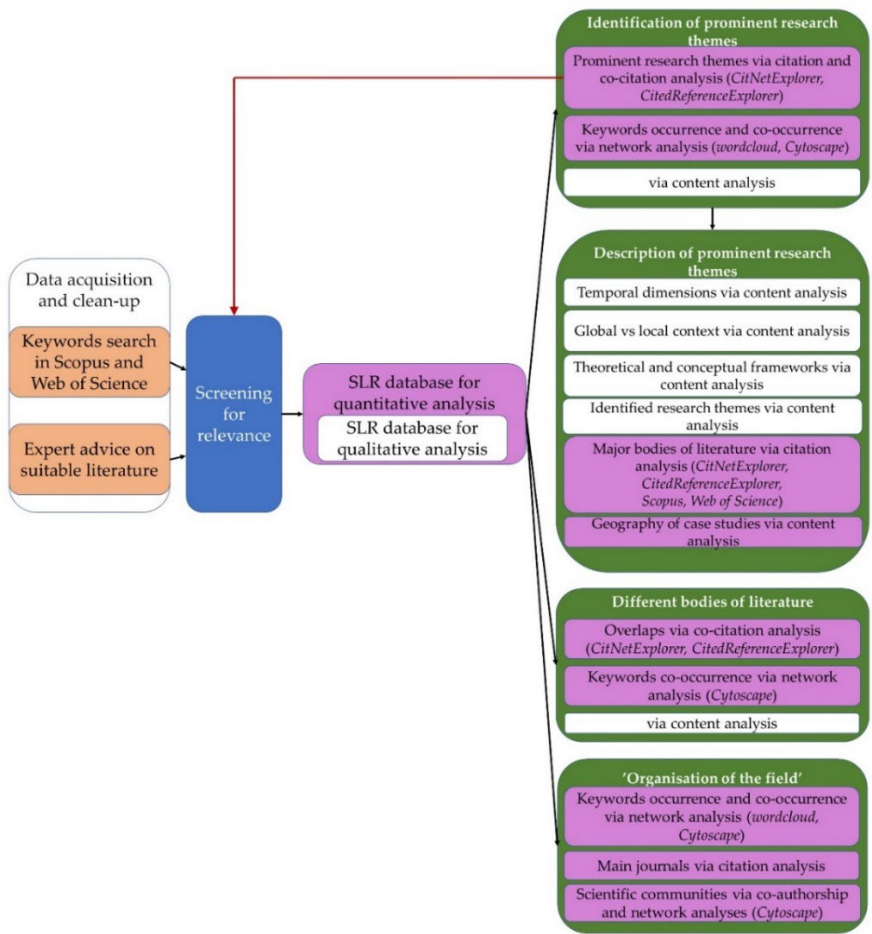 Data acquisition
and clean-up
Keywords search
in Scopus and
Web of Science
Expert advice on
suitable literature
Screening
for
relevance
SLR database for
quantitative analysis
SLR database for
qualitative analysis
Identification of prominent research
themes
Prominent research themes via citation and
co-citation analysis (CitNetExplorer,
CitedReferenceExplorer)
Keywords occurrence and co-occurrence
via network analysis (wordcloud, Cytoscape)
via content analysis
Description of prominent research
themes
Temporal dimensions via content analysis
Global vs local context via content analysis
Theoretical and conceptual frameworks via
content analysis
Identified research themes via content
analysis
Major bodies of literature via citation
analysis (CitNetExplorer,
CitedReferenceExplorer,
Scopus, Web of Science)
Geography of case studies via content
analysis
Different bodies of literature
Overlaps via co-citation analysis
(CitNetExplorer, CitedReferenceExplorer)
Keywords co-occurrence via network
analysis (Cytoscape)
via content analysis
'Organisation of the field'
Keywords occurrence and co-occurrence
via network analysis (wordcloud,
Cytoscape)
Main journals via citation analysis
Scientific communities via co-authorship
and network analyses (Cytoscape)